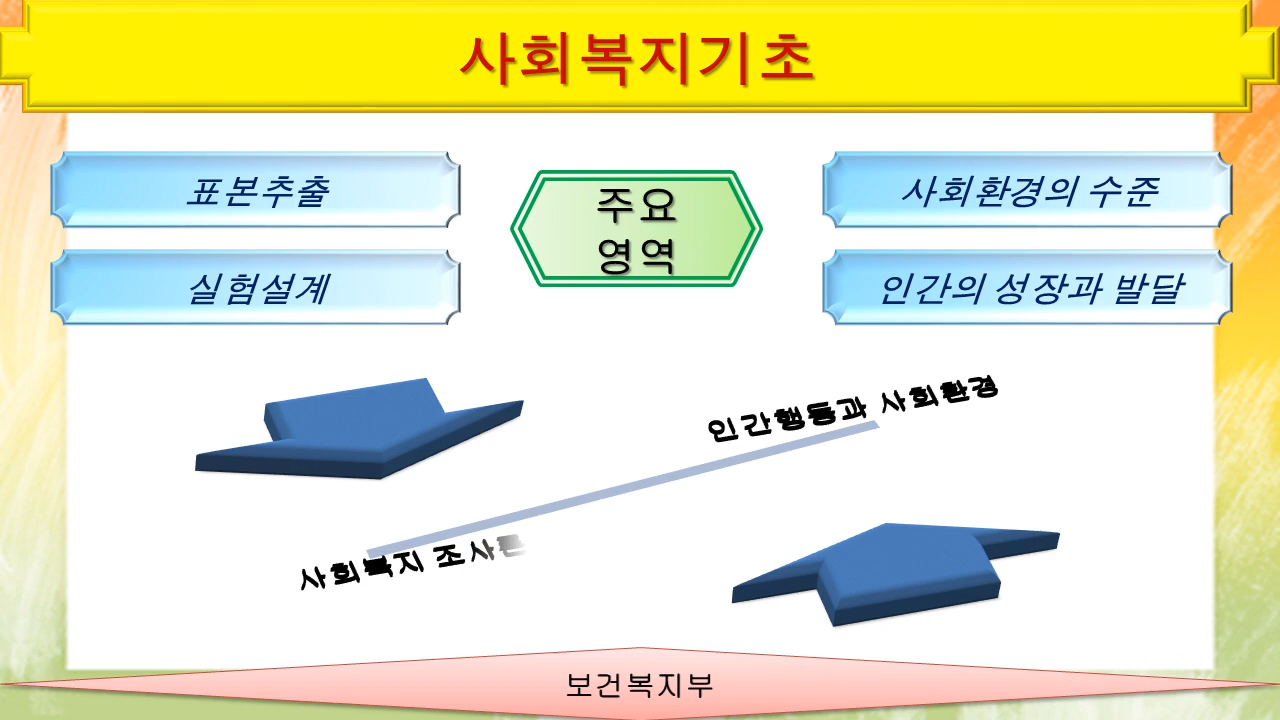 사회복지기초
표본추출
실험설계
주요
영역
사회환경의 수준
인간의 성장과 발달
인간행동과 사회환경
사회복지 조사
보건복지부